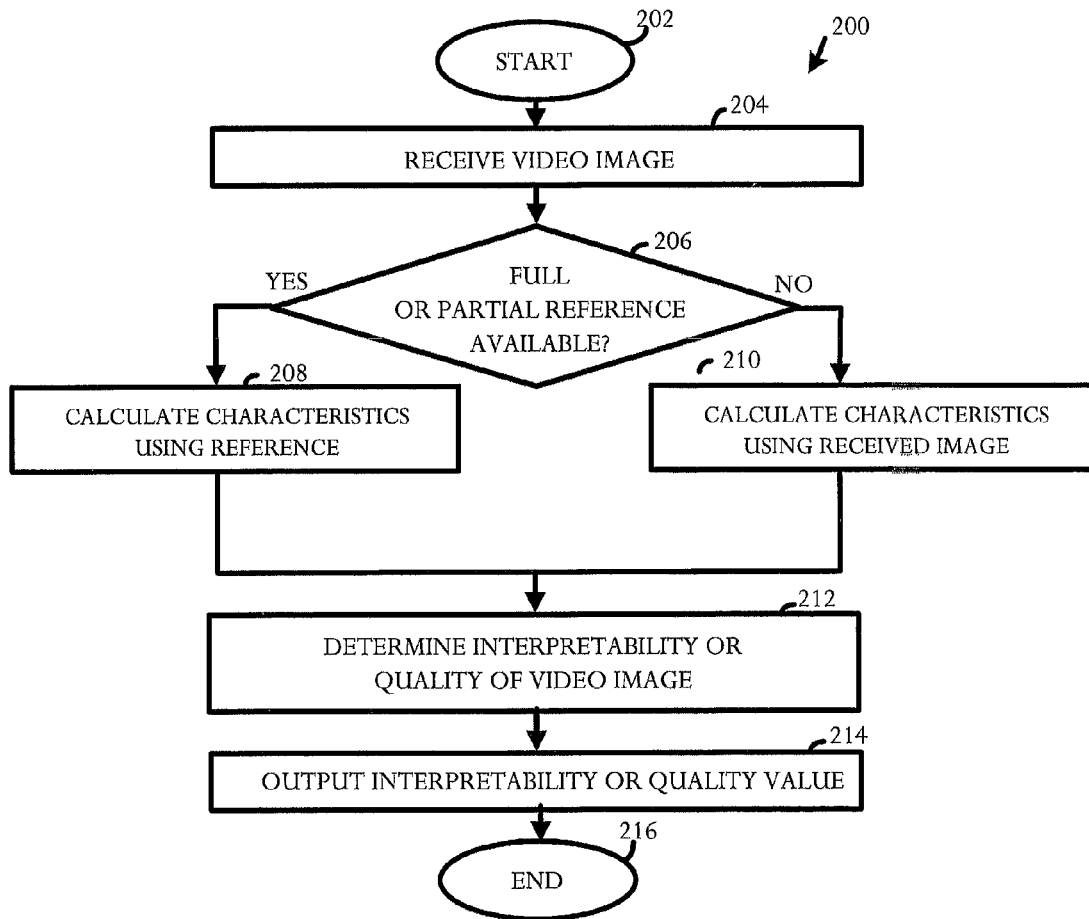 202
200
START
204
RECEIVE VIDEO IMAGE
206
YES
FULL
OR PARTIAL REFERENCE
AVAILABLE?
NO
208
210
CALCULATE CHARACTERISTICS
USING REFERENCE
CALCULATE CHARACTERISTICS
USING RECEIVED IMAGE
212
DETERMINE INTERPRETABILITY OR
QUALITY OF VIDEO IMAGE
214
OUTPUT INTERPRETABILITY OR QUALITY VALUE
216
END